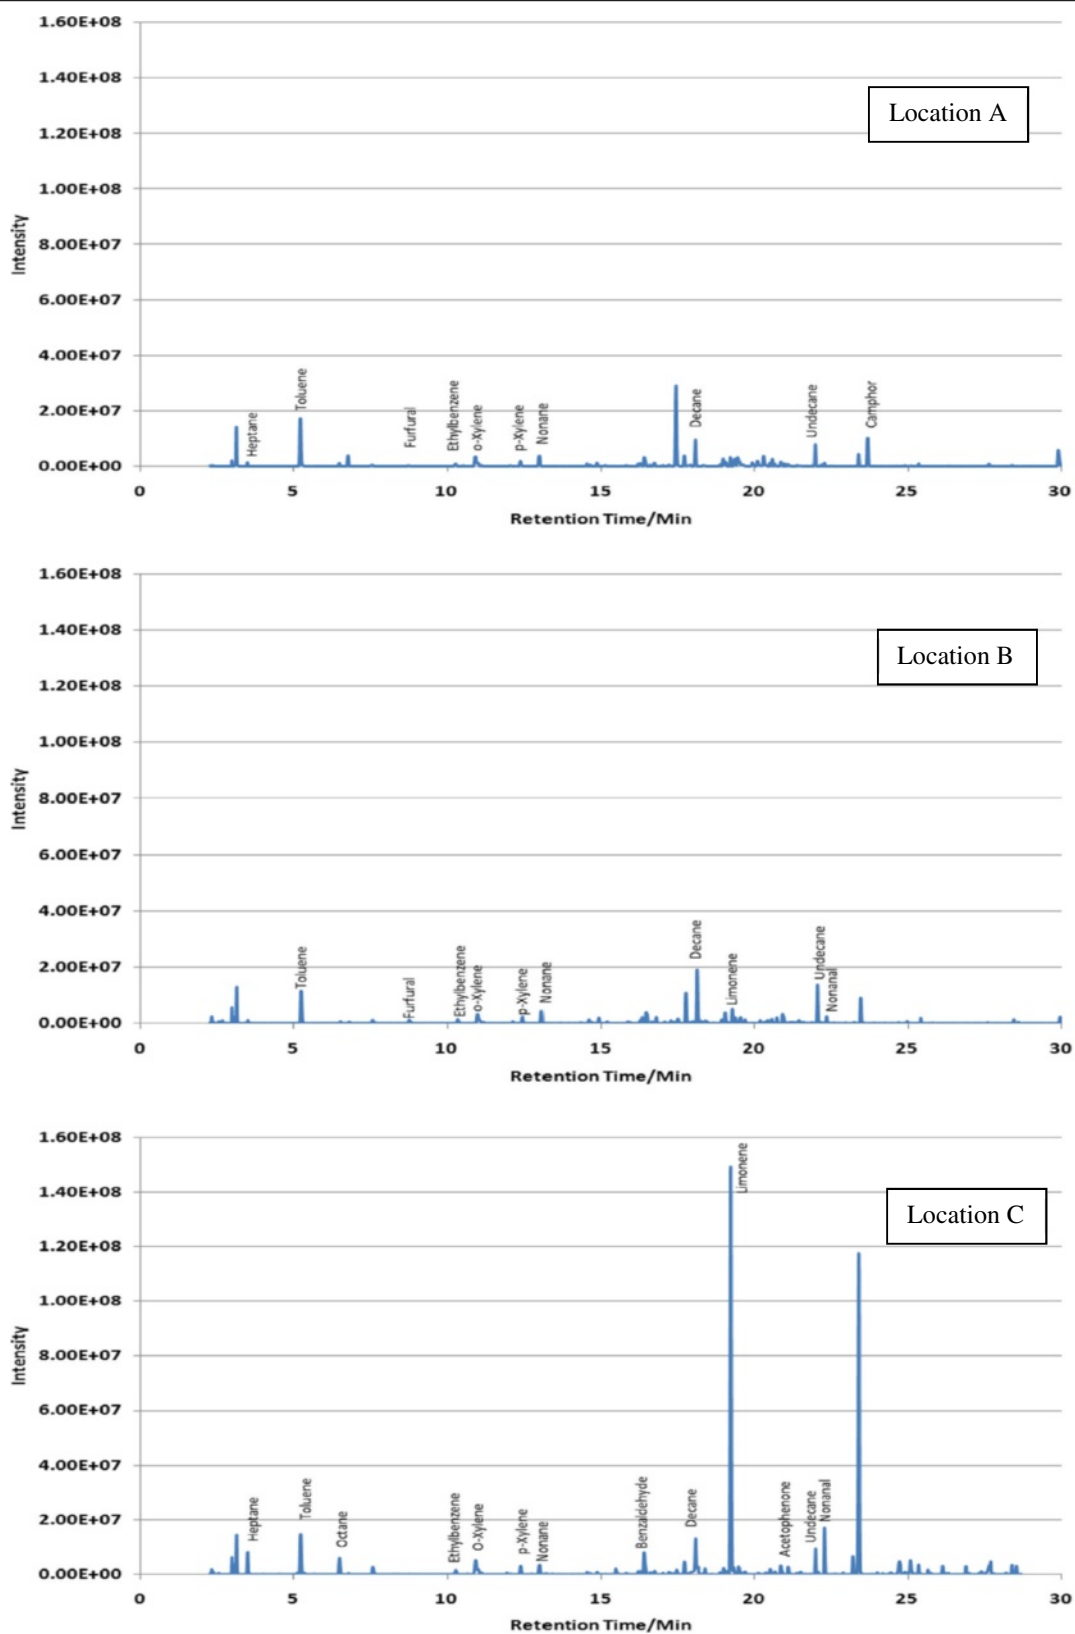 1.60E+08
1.40E+08
Location A
1.20E+08
1.00E+08
Intensity
8.00E+07
6.00E+07
4.00E+07
2.00E+07
0.00E+00
Heptane
Toluene
Furfural
Ethylbenzene
o-Xylene
p-Xylene
Nonane
Decane
Undecane
Camphor
0 5 10 15 20 25 30
Retention Time/Min
1.60E+08
1.40E+08
Location B
1.20E+08
1.00E+08
Intensity
8.00E+07
6.00E+07
4.00E+07
2.00E+07
0.00E+00
Toluene
Furfural
Ethylbenzene
o-Xylene
p-Xylene
Nonane
Decane
Limonene
Undecane
Nonanal
0 5 10 15 20 25 30
Retention Time/Min
1.60E+08
1.40E+08
Location C
1.20E+08
1.00E+08
Intensity
8.00E+07
6.00E+07
4.00E+07
2.00E+07
0.00E+00
Heptane
Toluene
Octane
Ethylbenzene
O-Xylene
p-Xylene
Nonane
Benzaldehyde
Decane
Limonene
Acetophenone
Undecane
Nonanal
0 5 10 15 20 25 30
Retention Time/Min